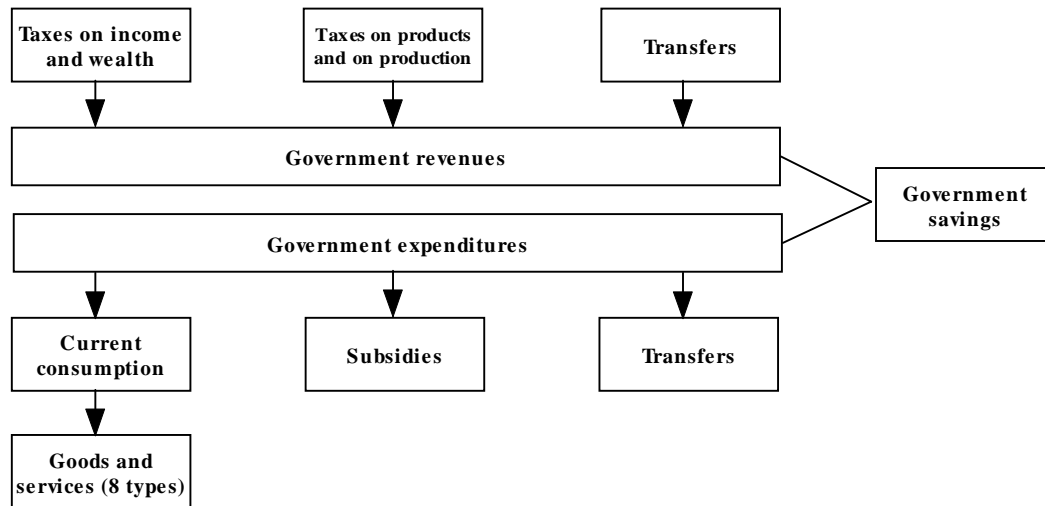 Taxes on income
and wealth
Taxes on products
and on production
Transfers
Government revenues
Government
savings
Government expenditures
Current
consumption
Subsidies
Transfers
Goods and
services (8 types)